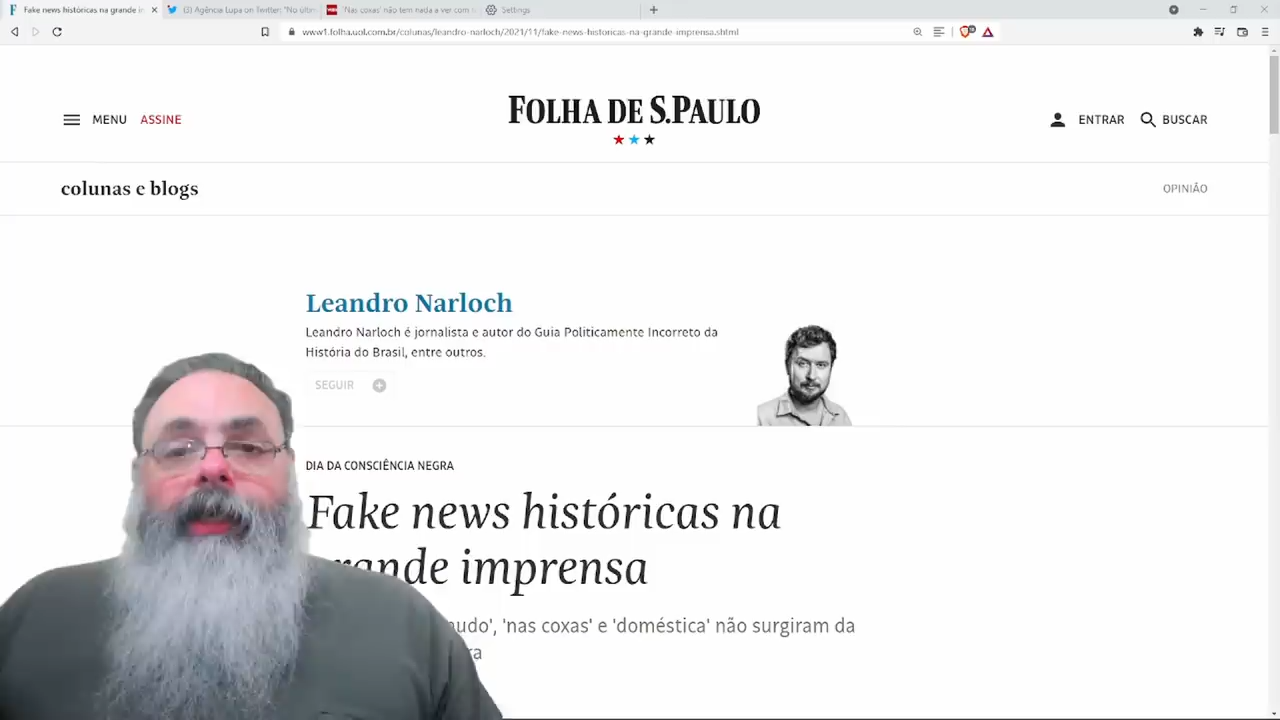 Fake news históricas na grande in
(3) Agência Lupa on Twitter: "No últim
'Nas coxas' não tem nada a ver com
Settings
www1.folha.uol.com.br/colunas/leandro-narloch/2021/11/fake-news-historicas-na-grande-imprensa.shtml
MENU ASSINE
FOLHA DE S.PAULO
ENTRAR BUSCAR
colunas e blogs
OPINIÃO
Leandro Narloch
Leandro Narloch é jornalista e autor do Guia Politicamente Incorreto da
História do Brasil, entre outros.
SEGUIR
DIA DA CONSCIÊNCIA NEGRA
Fake news históricas na
grande imprensa
'nas coxas' e 'doméstica' não surgiram da